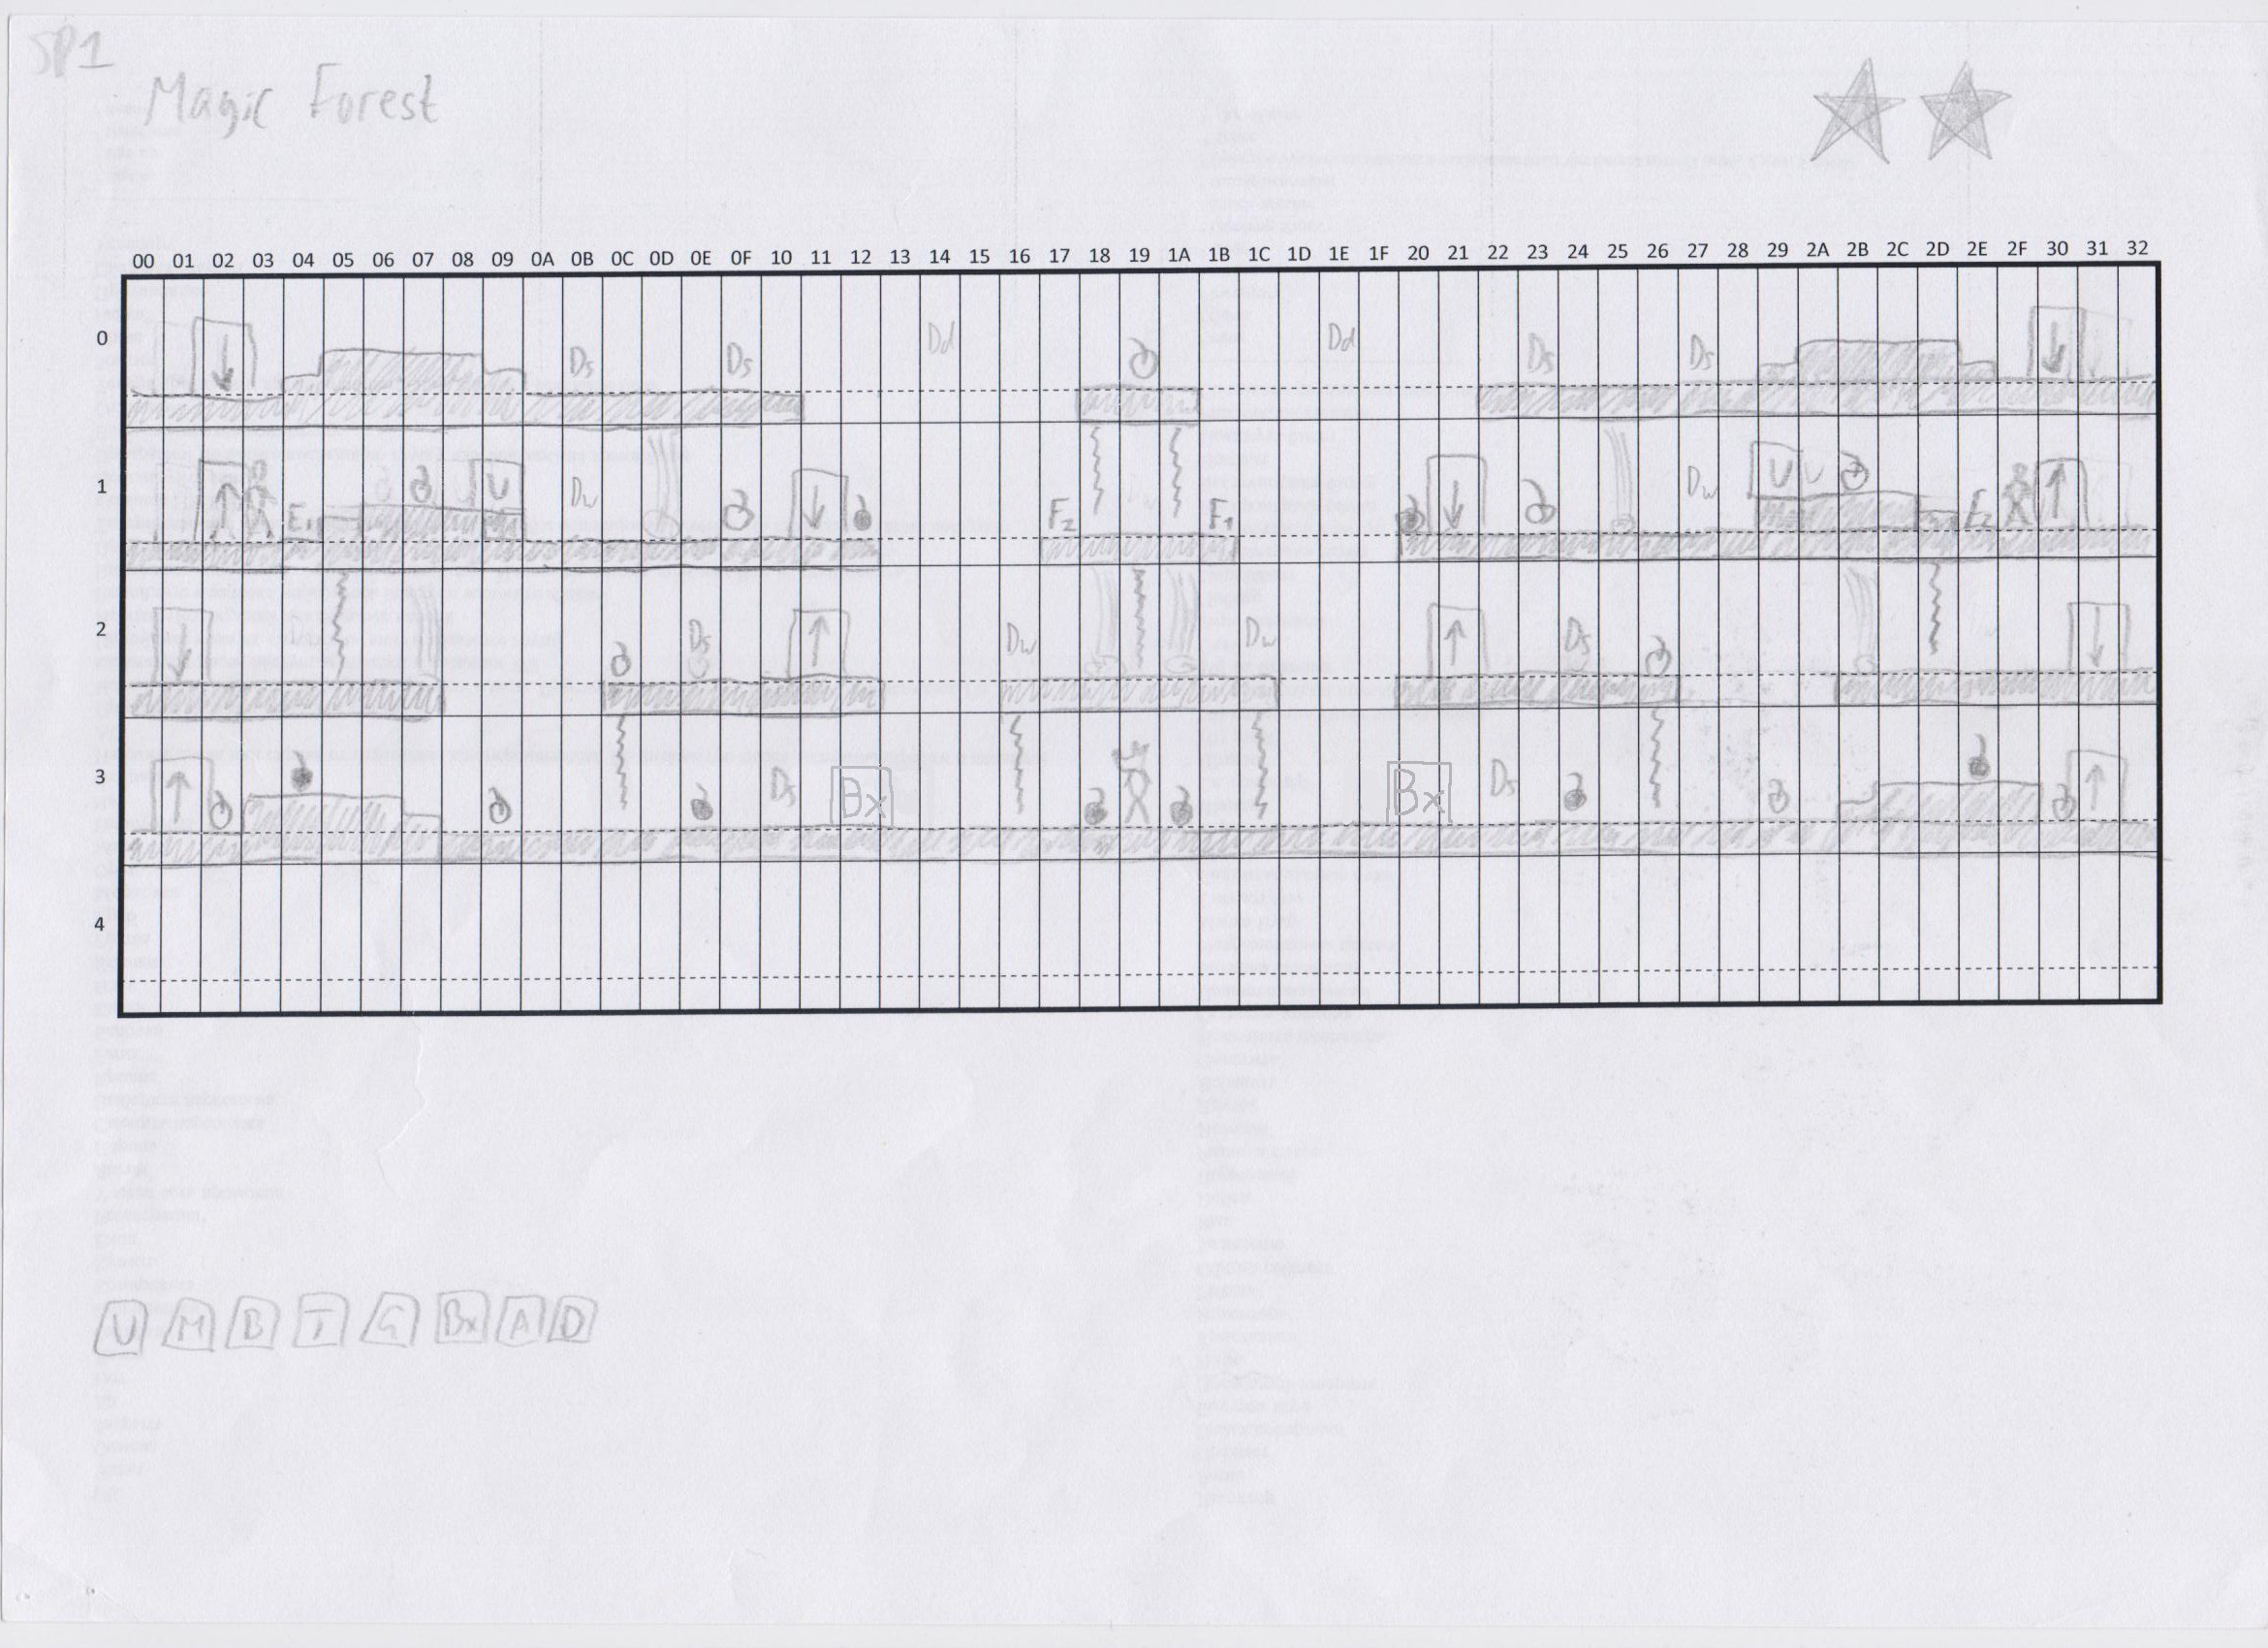 SP1
Magic Forest
00 01 02 03 04 05 06 07 08 09 0A 0B 0C 0D 0E 0F 10 11 12 13 14 15 16 17 18 19 1A 1B 1C 1D 1E 1F 20 21 22 23 24 25 26 27 28 29 2A 2B 2C 2D 2E 2F 30 31 32
0 Ds Ds Dd Dd Ds Ds
1 E1 U Dw F2 F1 Dw U U E2
2 Ds Dw Dw Ds
3 Ds Bx Bx Ds
4
U M B T G Bx A D